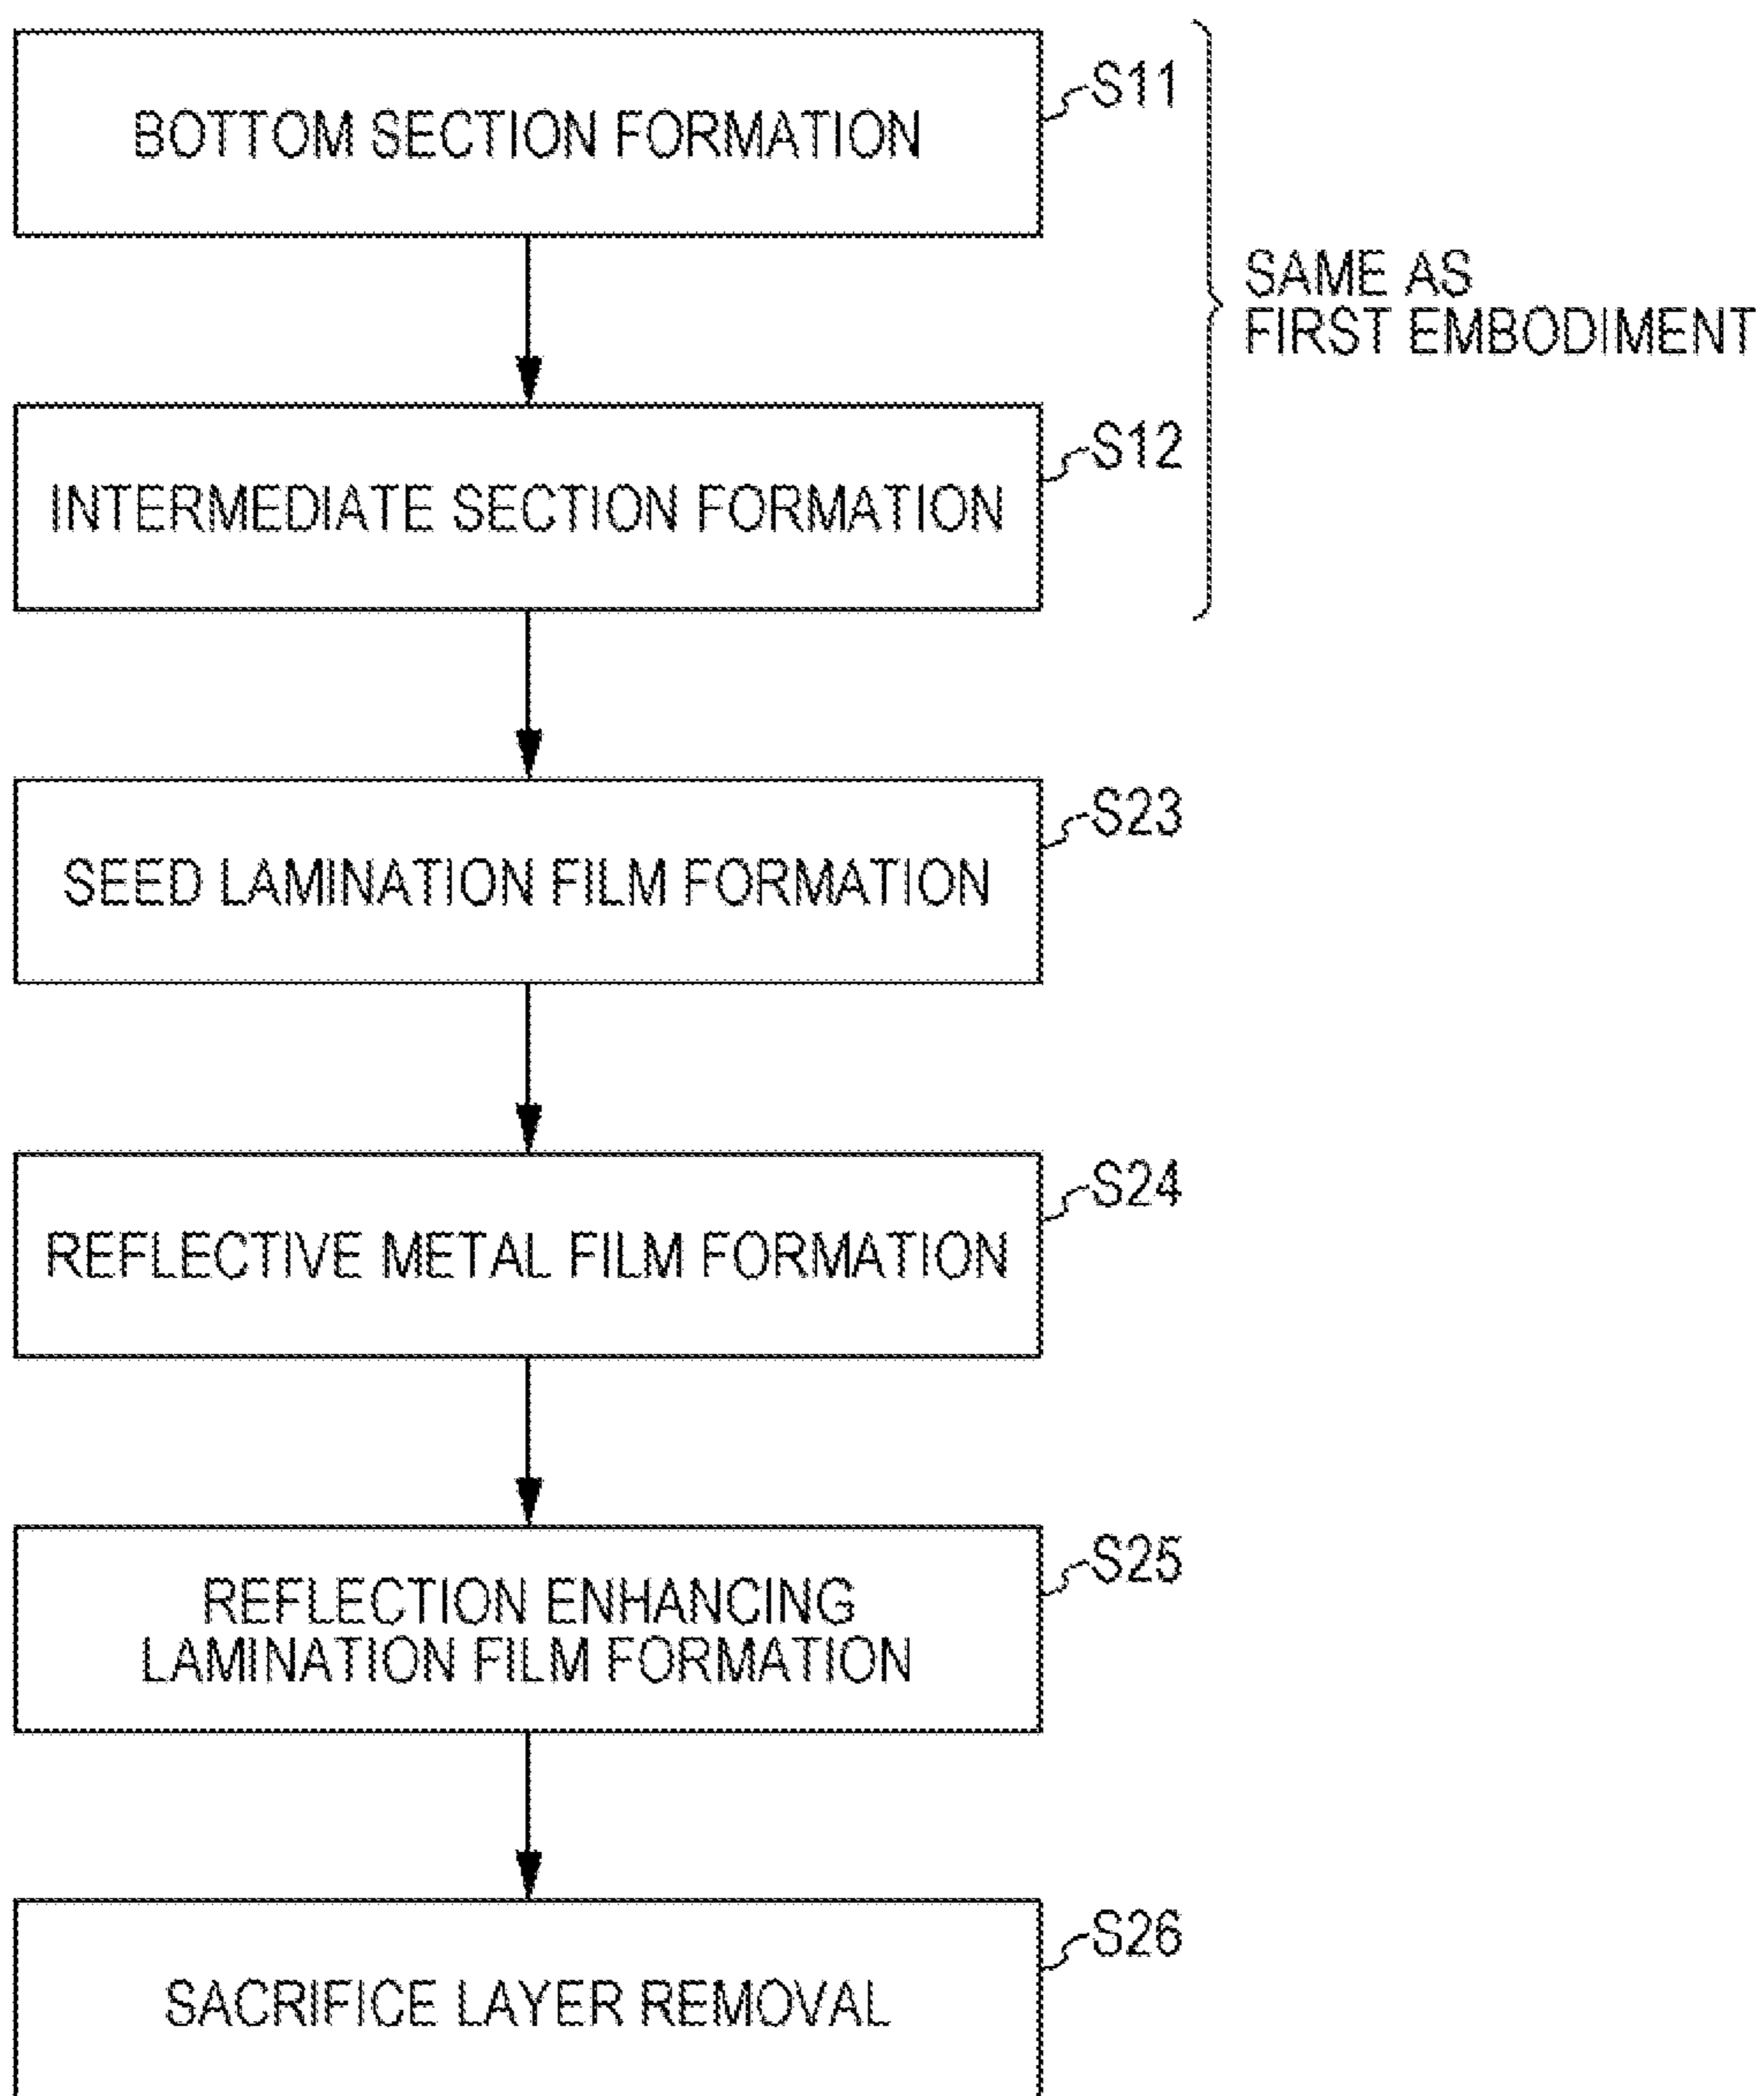 BOTTOM SECTION FORMATION
S11
SAME AS
FIRST EMBODIMENT
INTERMEDIATE SECTION FORMATION
S12
SEED LAMINATION FILM FORMATION
S23
REFLECTIVE METAL FILM FORMATION
S24
REFLECTION ENHANCING
LAMINATION FILM FORMATION
S25
SACRIFICE LAYER REMOVAL
S26